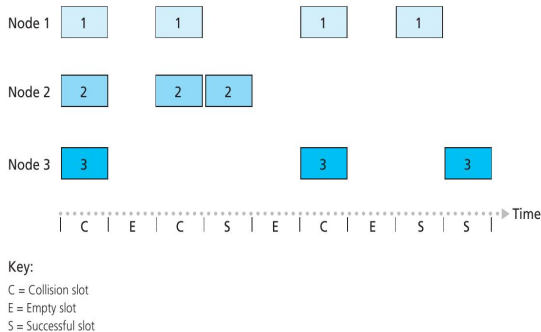 Node 1 1 1 1 1
Node 2 2 2 2
Node 3 3 3 3
Time
C E C S E C E S S
Key:
C = Collision slot
E = Empty slot
S = Successful slot